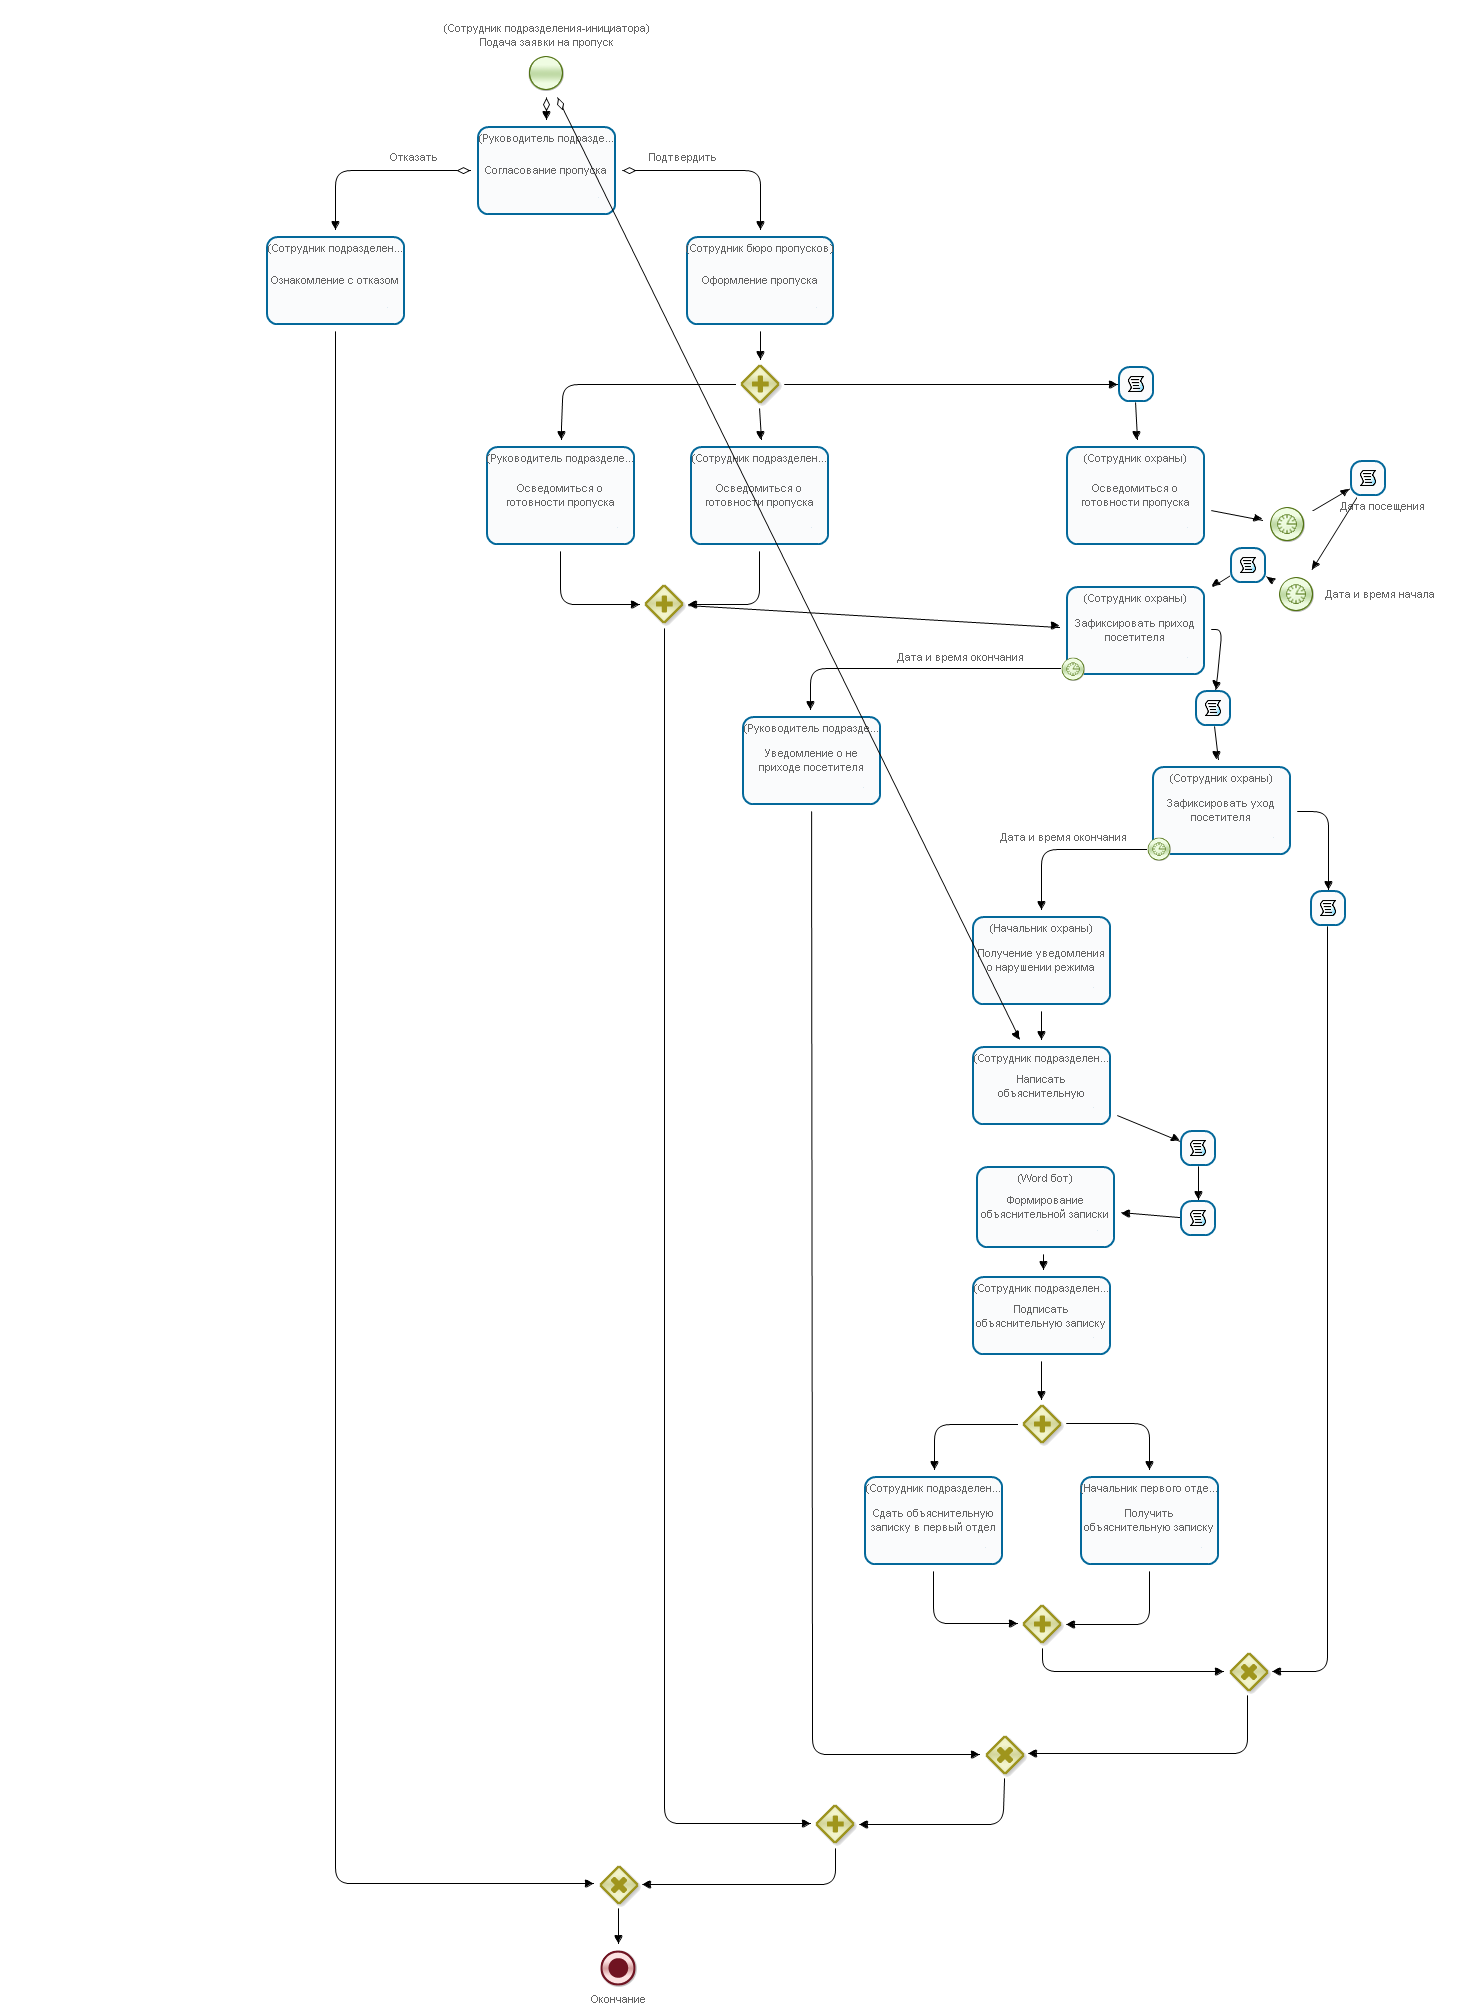 (Сотрудник подразделения-инициатора)
Подача заявки на пропуск
(Руководитель подразде...
Согласование пропуска
Отказать
Подтвердить
(Сотрудник подразделен...
Ознакомление с отказом
(Сотрудник бюро пропусков)
Оформление пропуска
(Руководитель подразделе...
Осведомиться о
готовности пропуска
(Сотрудник подразделен...
Осведомиться о
готовности пропуска
(Сотрудник охраны)
Осведомиться о
готовности пропуска
Дата посещения
Дата и время начала
(Сотрудник охраны)
Зафиксировать приход
посетителя
Дата и время окончания
(Руководитель подразде...
Уведомление о не
приходе посетителя
(Сотрудник охраны)
Зафиксировать уход
посетителя
Дата и время окончания
(Начальник охраны)
Получение уведомления
о нарушении режима
(Сотрудник подразделен...
Написать
объяснительную
(Word бот)
Формирование
объяснительной записки
(Сотрудник подразделен...
Подписать
объяснительную записку
(Сотрудник подразделен...
Сдать объяснительную
записку в первый отдел
(Начальник первого отде...
Получить
объяснительную записку
Окончание